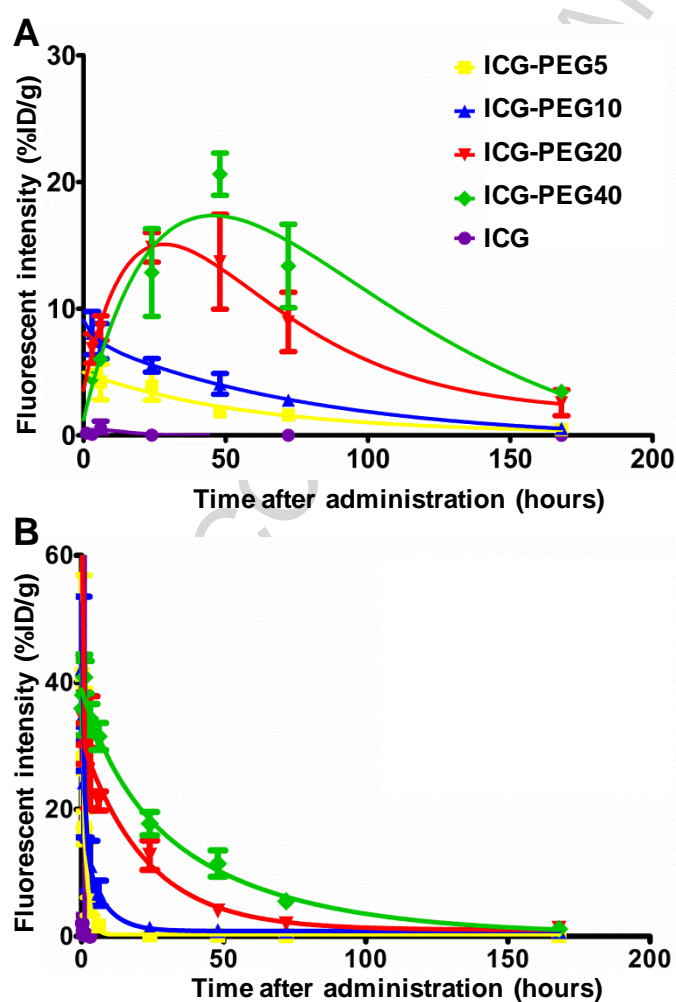 A
30
20
10
0
Fluorescent intensity (%ID/g)
ICG-PEG5
ICG-PEG10
ICG-PEG20
ICG-PEG40
ICG
0 50 100 150 200
Time after administration (hours)
B
60
40
20
0
Fluorescent intensity (%ID/g)
0 50 100 150 200
Time after administration (hours)